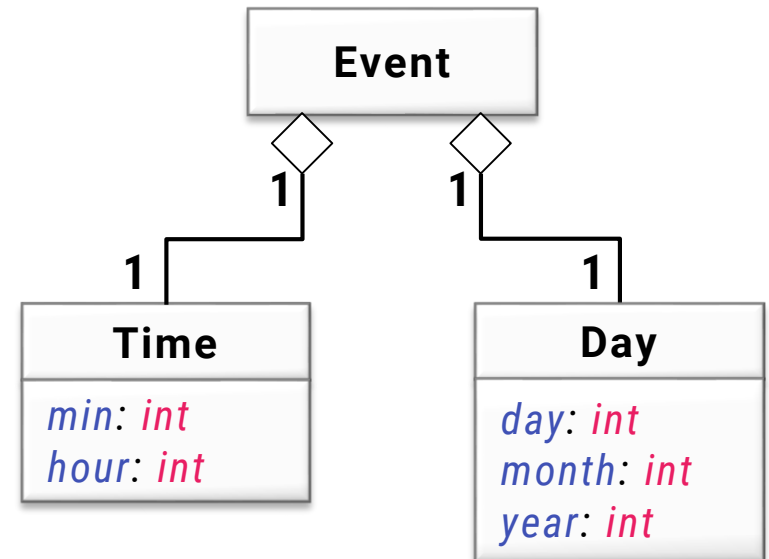 Event
1
1
1
1
Time
min: int
hour: int
Day
day: int
month: int
year: int